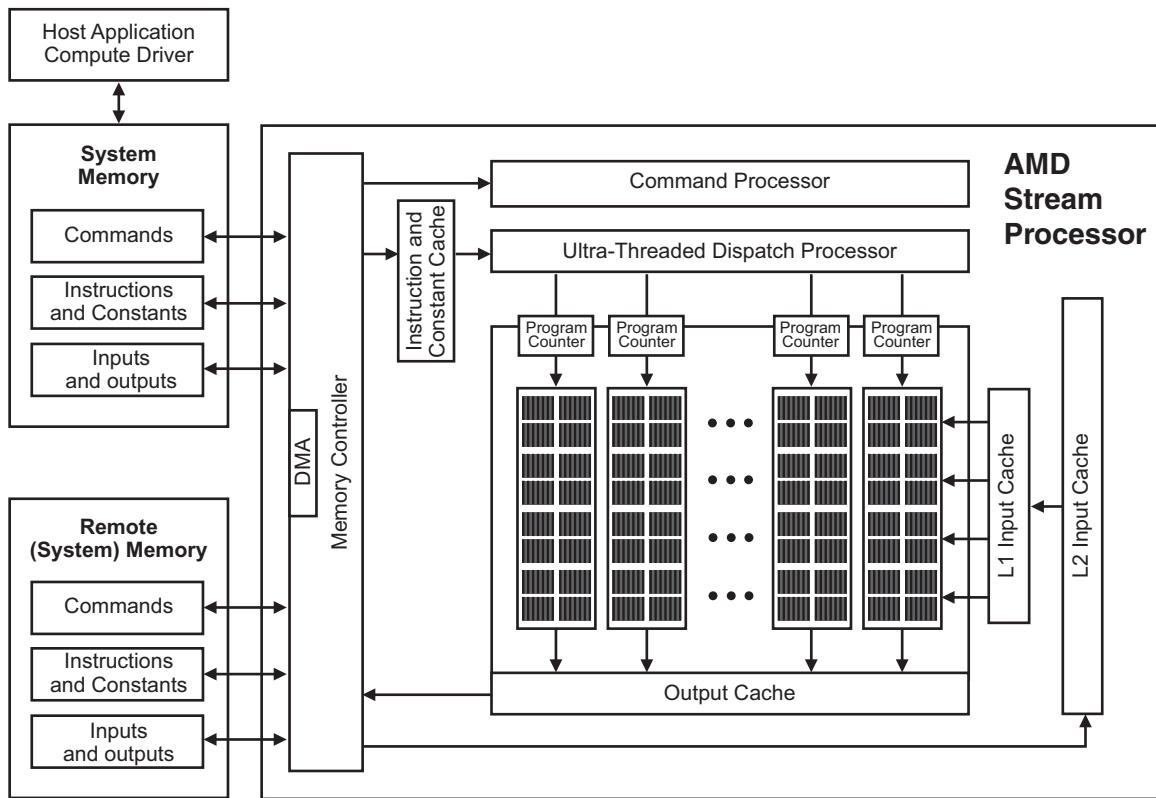 Host Application
Compute Driver
System
Memory
Commands
Instructions
and Constants
Inputs
and outputs
Remote
(System) Memory
Commands
Instructions
and Constants
Inputs
and outputs
DMA
Memory Controller
AMD
Stream
Processor
Command Processor
Instruction and
Constant Cache
Ultra-Threaded Dispatch Processor
Program
Counter
Program
Counter
Program
Counter
Program
Counter
L1 Input Cache
L2 Input Cache
Output Cache